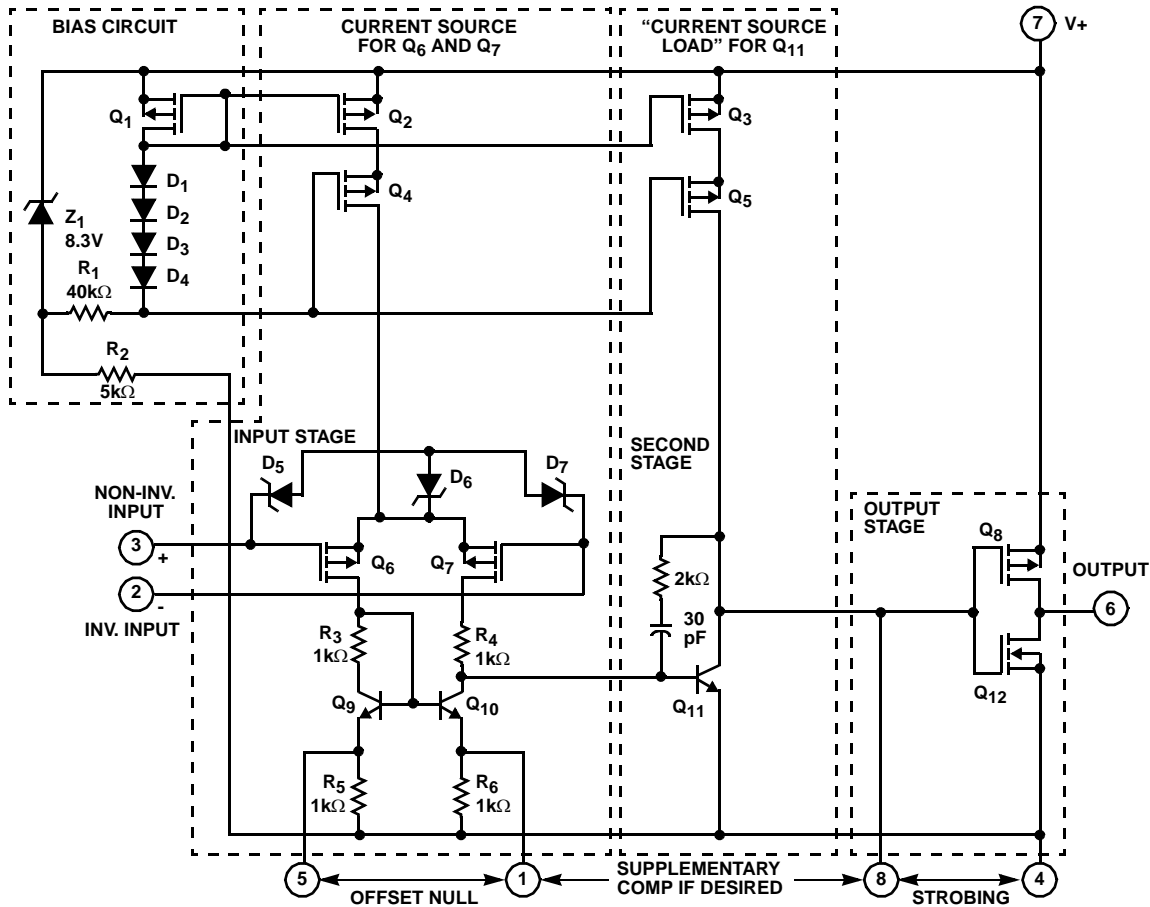 BIAS CIRCUIT
CURRENT SOURCE
FOR Q6 AND Q7
“CURRENT SOURCE
LOAD” FOR Q11
7
V+
Q1
Q2
Q3
D1
D2
D3
D4
Q4
Q5
Z1
8.3V
R1
40kΩ
R2
5kΩ
INPUT STAGE
D5
D6
D7
NON-INV.
INPUT
3
+
2
-
INV. INPUT
Q6
Q7
SECOND
STAGE
OUTPUT
STAGE
Q8
OUTPUT
6
2kΩ
30
pF
R3
1kΩ
R4
1kΩ
Q9
Q10
Q11
Q12
R5
1kΩ
R6
1kΩ
5
OFFSET NULL
1
SUPPLEMENTARY
COMP IF DESIRED
8
STROBING
4